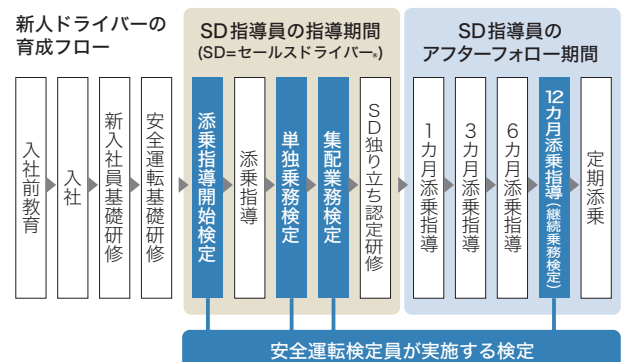 新人ドライバーの
育成フロー
SD指導員の指導期間
(SD=セールスドライバー®)
SD指導員の
アフターフォロー期間
入社前教育
入社
新入社員基礎研修
安全運転基礎研修
添乗指導開始検定
添乗指導
単独乗務検定
集配業務検定
SD独り立ち認定研修
1カ月添乗指導
3カ月添乗指導
6カ月添乗指導
12カ月添乗指導(継続乗務検定)
定期添乗
安全運転検定員が実施する検定